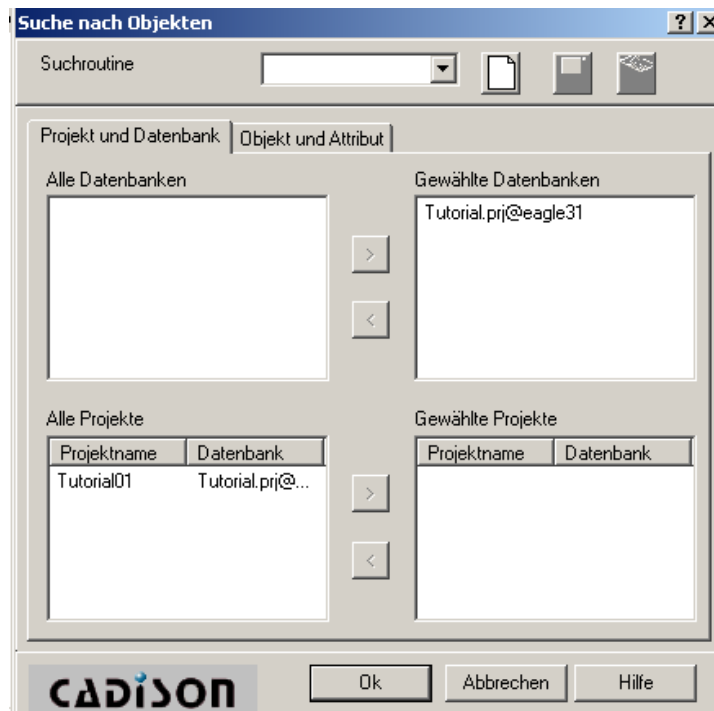 Suche nach Objekten
Suchroutine
Projekt und Datenbank Objekt und Attribut
Alle Datenbanken Gewählte Datenbanken
Tutorial.prj@eagle31
> 
<
Alle Projekte Gewählte Projekte
Projektname Datenbank Projektname Datenbank
Tutorial01 Tutorial.prj@...
>
<
CADISON Ok Abbrechen Hilfe